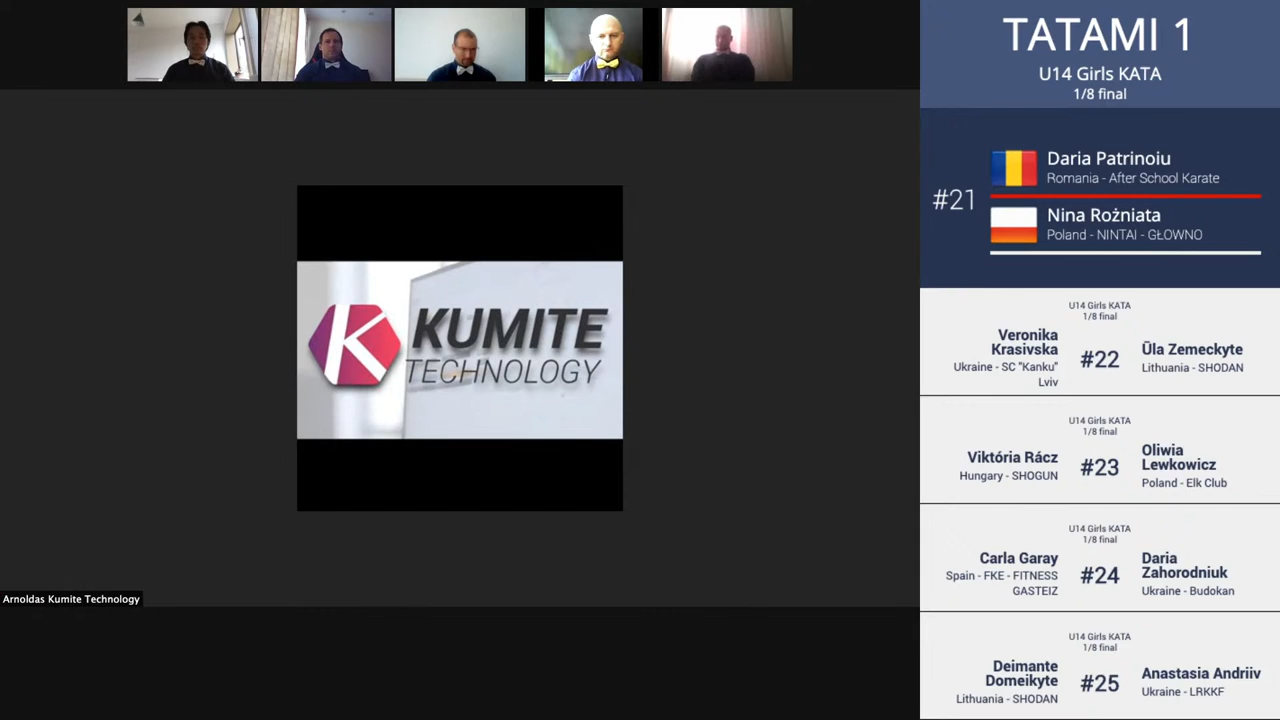 TATAMI 1
U14 Girls KATA
1/8 final
#21
Daria Patrinoiu
Romania - After School Karate
Nina Rożniata
Poland - NINTAI - GŁOWNO
KUMITE
TECHNOLOGY
U14 Girls KATA
1/8 final
Veronika
Krasivska
Ukraine - SC "Kanku"
Lviv
#22
Ūla Zemeckyte
Lithuania - SHODAN
U14 Girls KATA
1/8 final
Viktória Rácz
Hungary - SHOGUN
#23
Oliwia
Lewkowicz
Poland - Elk Club
U14 Girls KATA
1/8 final
Carla Garay
Spain - FKE - FITNESS
GASTEIZ
#24
Daria
Zahorodniuk
Ukraine - Budokan
U14 Girls KATA
1/8 final
Deimante
Domeikyte
Lithuania - SHODAN
#25
Anastasia Andriiv
Ukraine - LRKKF
Arnoldas Kumite Technology